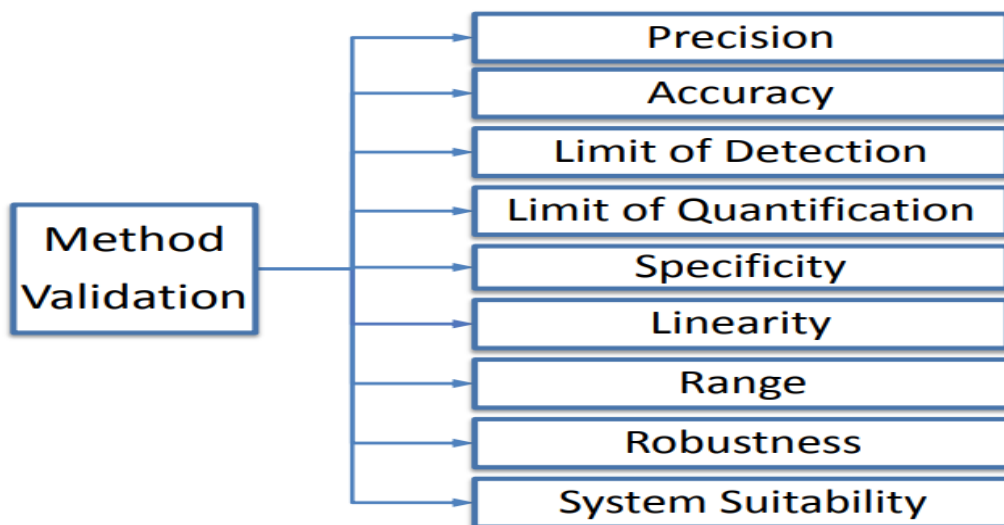 Method
Validation
Precision
Accuracy
Limit of Detection
Limit of Quantification
Specificity
Linearity
Range
Robustness
System Suitability